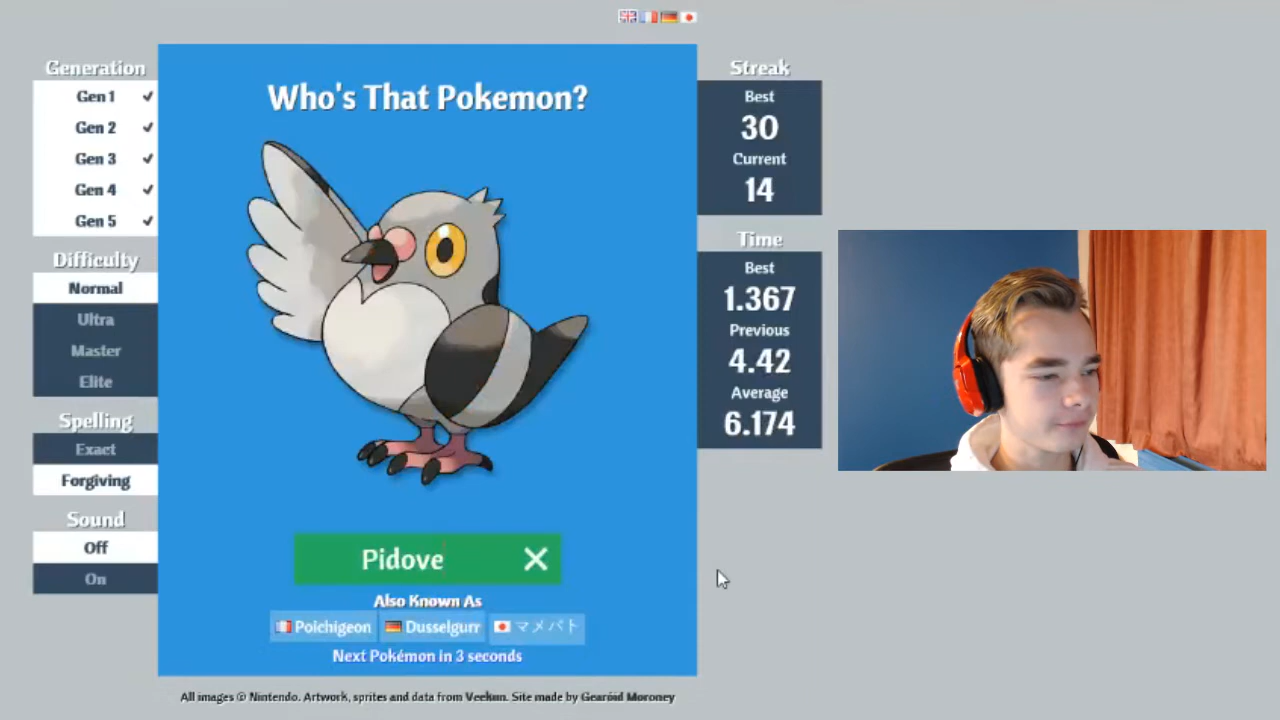 Generation
Gen 1
Gen 2
Gen 3
Gen 4
Gen 5
Difficulty
Normal
Ultra
Master
Elite
Spelling
Exact
Forgiving
Sound
Off
On
Who's That Pokemon?
Pidove
Also Known As
Poichigeon Dusselgurr マメパト
Next Pokémon in 3 seconds
Streak
Best
30
Current
14
Time
Best
1.367
Previous
4.42
Average
6.174
All images © Nintendo. Artwork, sprites and data from Veekun. Site made by Gearóid Moroney